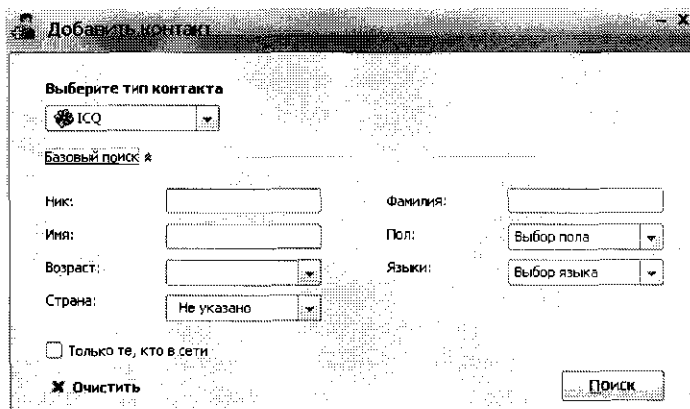 Добавить контакт
Выберите тип контакта
ICQ
Базовый поиск
Ник:
Фамилия:
Имя:
Пол: Выбор пола
Возраст:
Языки: Выбор языка
Страна: Не указано
Только те, кто в сети
Очистить
Поиск